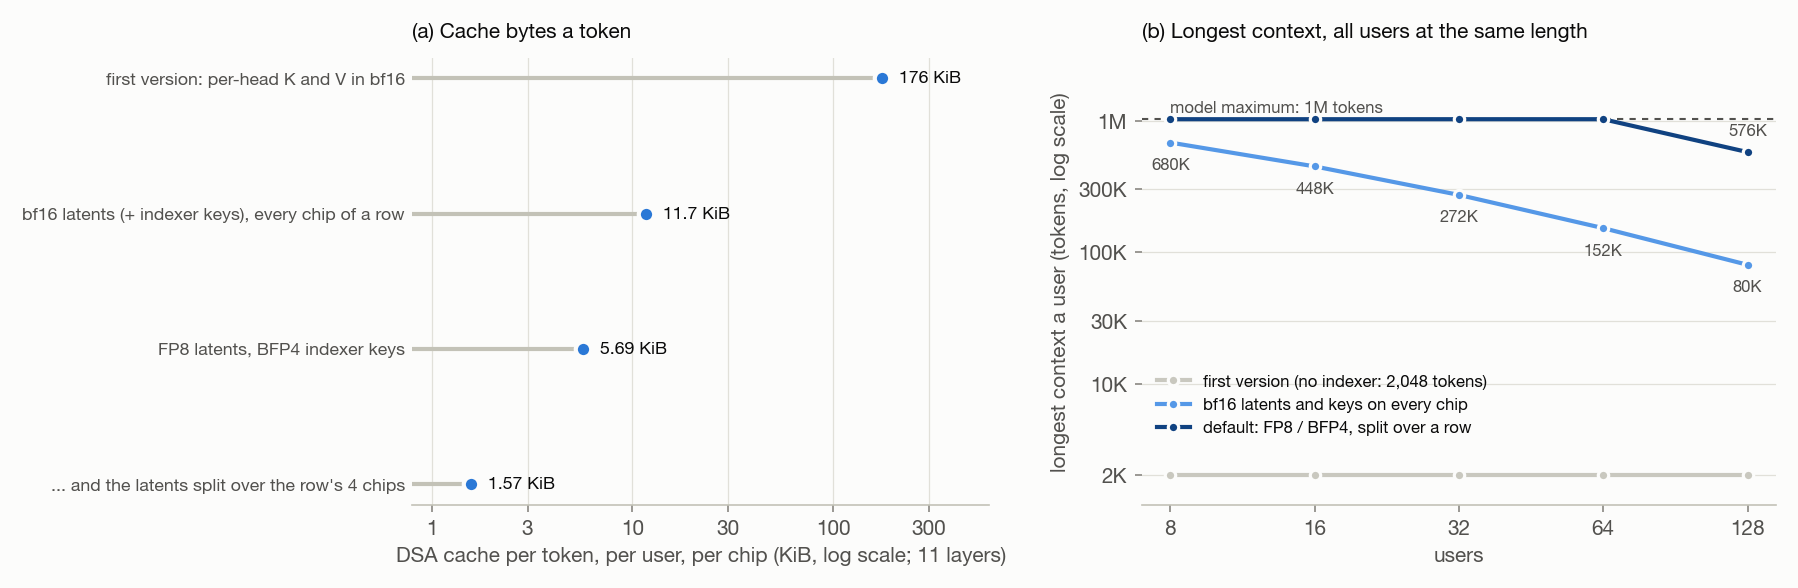 (a) Cache bytes a token
first version: per-head K and V in bf16
176 KiB
bf16 latents (+ indexer keys), every chip of a row
11.7 KiB
FP8 latents, BFP4 indexer keys
5.69 KiB
... and the latents split over the row's 4 chips
1.57 KiB
1 3 10 30 100 300
DSA cache per token, per user, per chip (KiB, log scale; 11 layers)
(b) Longest context, all users at the same length
longest context a user (tokens, log scale)
model maximum: 1M tokens
1M
300K
100K
30K
10K
2K
576K
680K
448K
272K
152K
80K
first version (no indexer: 2,048 tokens)
bf16 latents and keys on every chip
default: FP8 / BFP4, split over a row
8 16 32 64 128
users